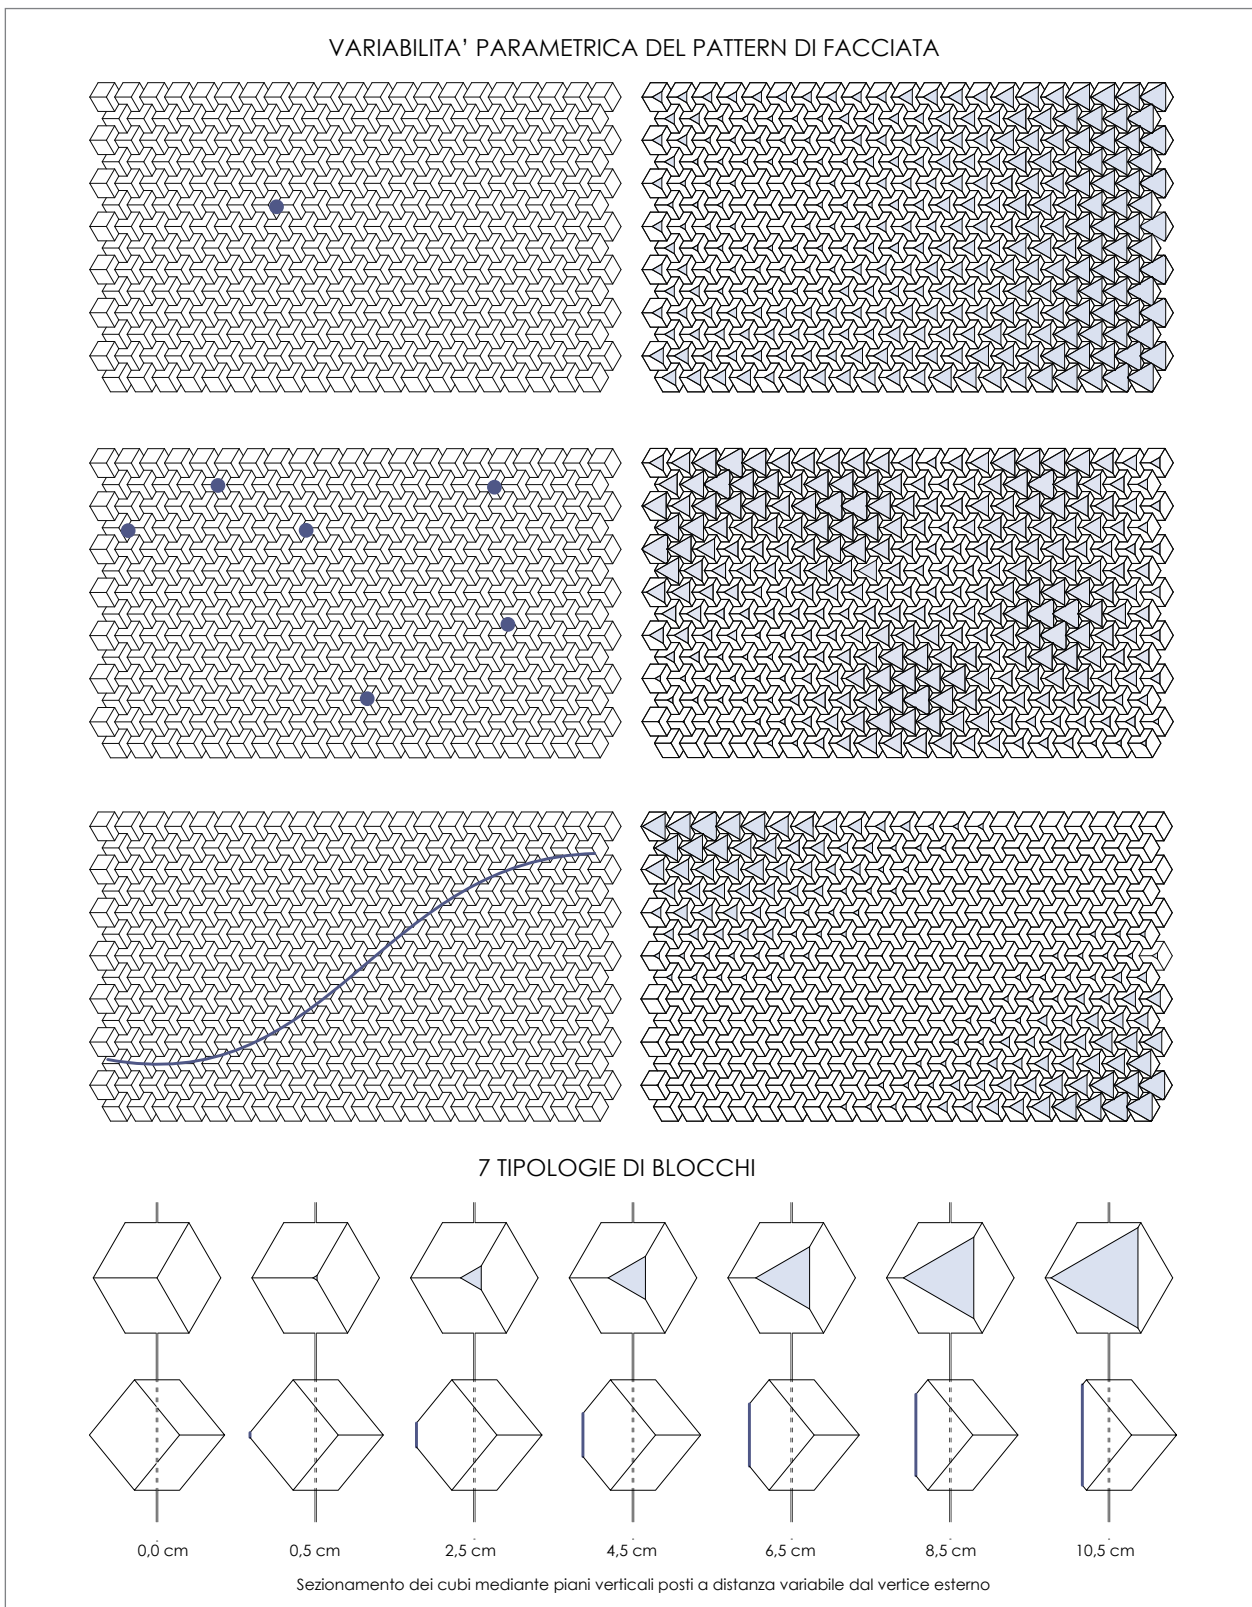 VARIABILITA' PARAMETRICA DEL PATTERN DI FACCIATA
7 TIPOLOGIE DI BLOCCHI
0,0 cm 0,5 cm 2,5 cm 4,5 cm 6,5 cm 8,5 cm 10,5 cm
Sezionamento dei cubi mediante piani verticali posti a distanza variabile dal vertice esterno